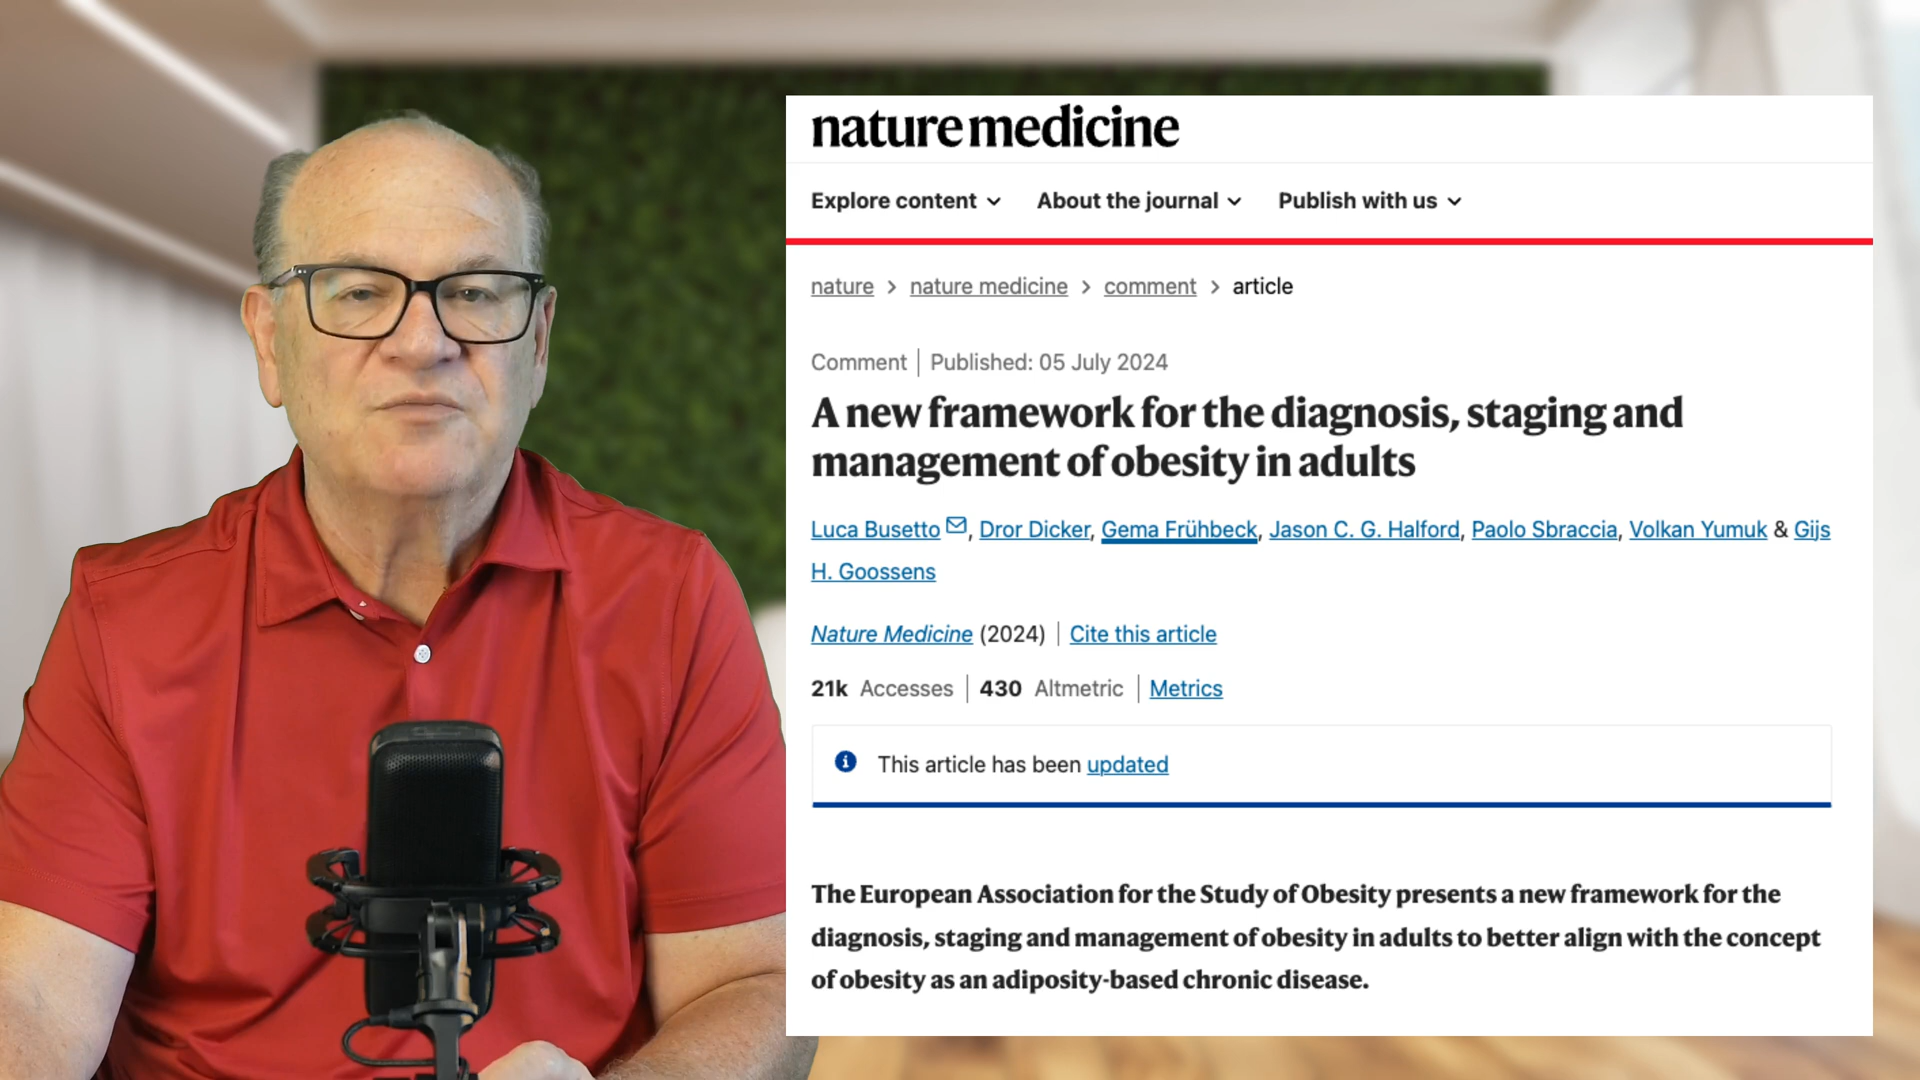 nature medicine
Explore content About the journal Publish with us
nature > nature medicine > comment > article
Comment | Published: 05 July 2024
A new framework for the diagnosis, staging and
management of obesity in adults
Luca Busetto, Dror Dicker, Gema Frühbeck, Jason C. G. Halford, Paolo Sbraccia, Volkan Yumuk & Gijs
H. Goossens
Nature Medicine (2024) | Cite this article
21k Accesses | 430 Altmetric | Metrics
This article has been updated
The European Association for the Study of Obesity presents a new framework for the
diagnosis, staging and management of obesity in adults to better align with the concept
of obesity as an adiposity-based chronic disease.